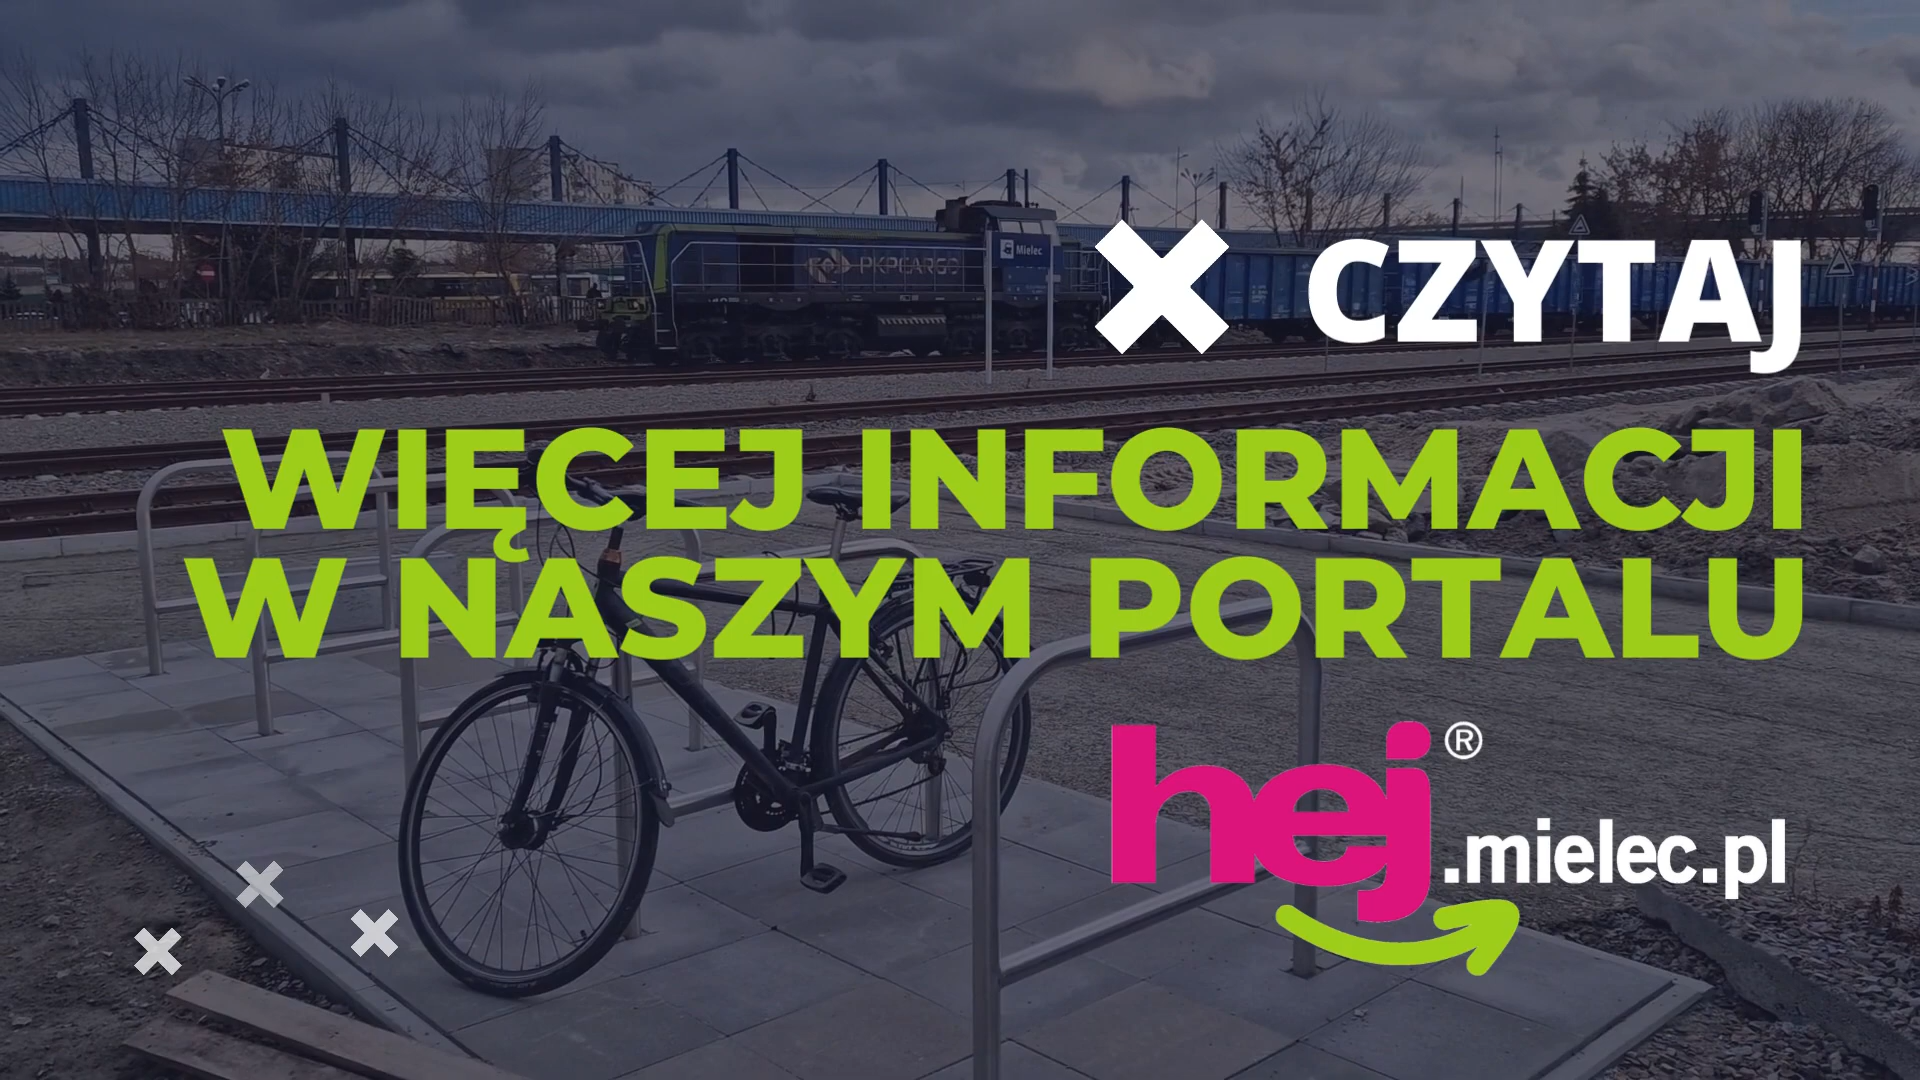 PKP CARGO
Mielec
CZYTAJ
WIĘCEJ INFORMACJI
W NASZYM PORTALU
hej®.mielec.pl